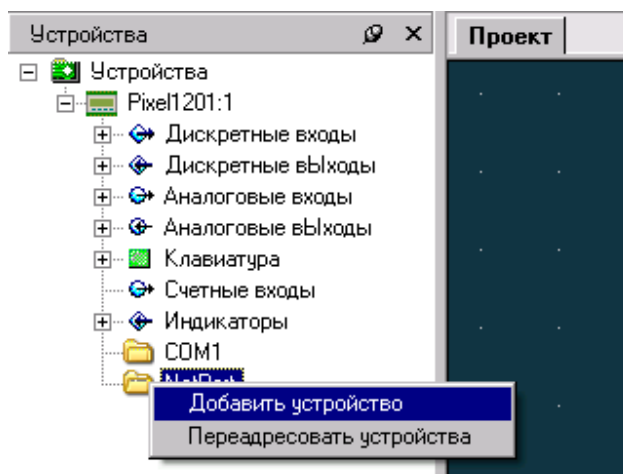 Устройства
Проект
Устройства
Pixel1201:1
Дискретные входы
Дискретные вЫходы
Аналоговые входы
Аналоговые вЫходы
Клавиатура
Счетные входы
Индикаторы
COM1
Добавить устройство
Переадресовать устройства